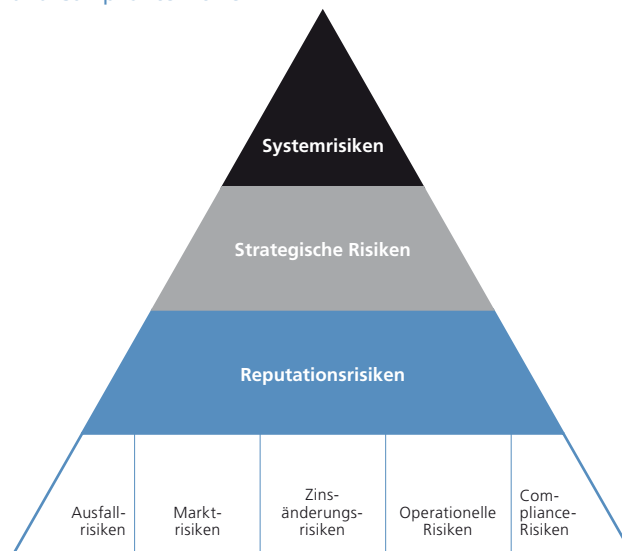 Systemrisiken
Strategische Risiken
Reputationsrisiken
Ausfall-
risiken
Markt-
risiken
Zins-
änderungs-
risiken
Operationelle
Risiken
Com-
pliance-
Risiken